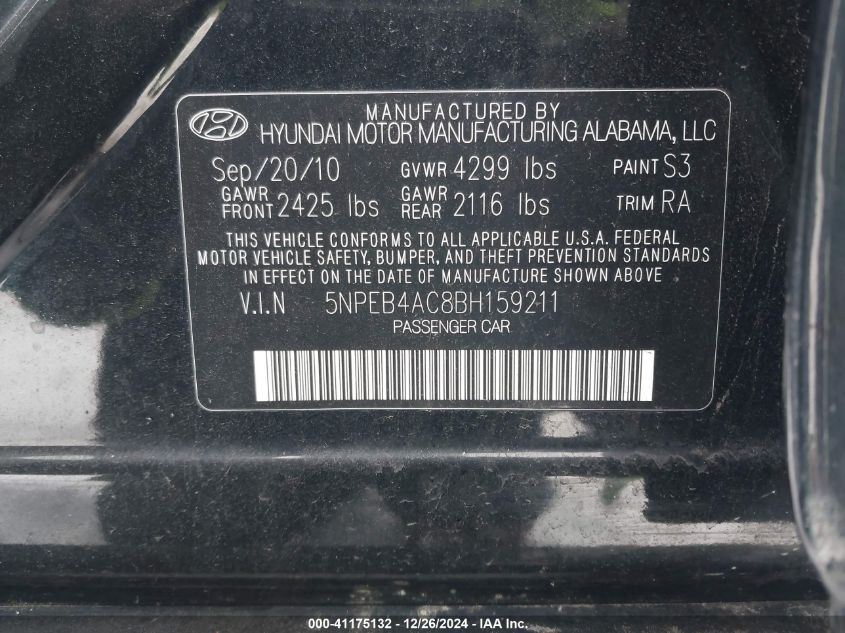 MANUFACTURED BY
HYUNDAI MOTOR MANUFACTURING ALABAMA, LLC
Sep/20/10 GVWR 4299 lbs PAINT S3
GAWR FRONT 2425 lbs GAWR REAR 2116 lbs TRIM RA
THIS VEHICLE CONFORMS TO ALL APPLICABLE U.S.A. FEDERAL
MOTOR VEHICLE SAFETY, BUMPER, AND THEFT PREVENTION STANDARDS
IN EFFECT ON THE DATE OF MANUFACTURE SHOWN ABOVE
V.I.N 5NPEB4AC8BH159211
PASSENGER CAR
000-41175132 - 12/26/2024 - IAA Inc.